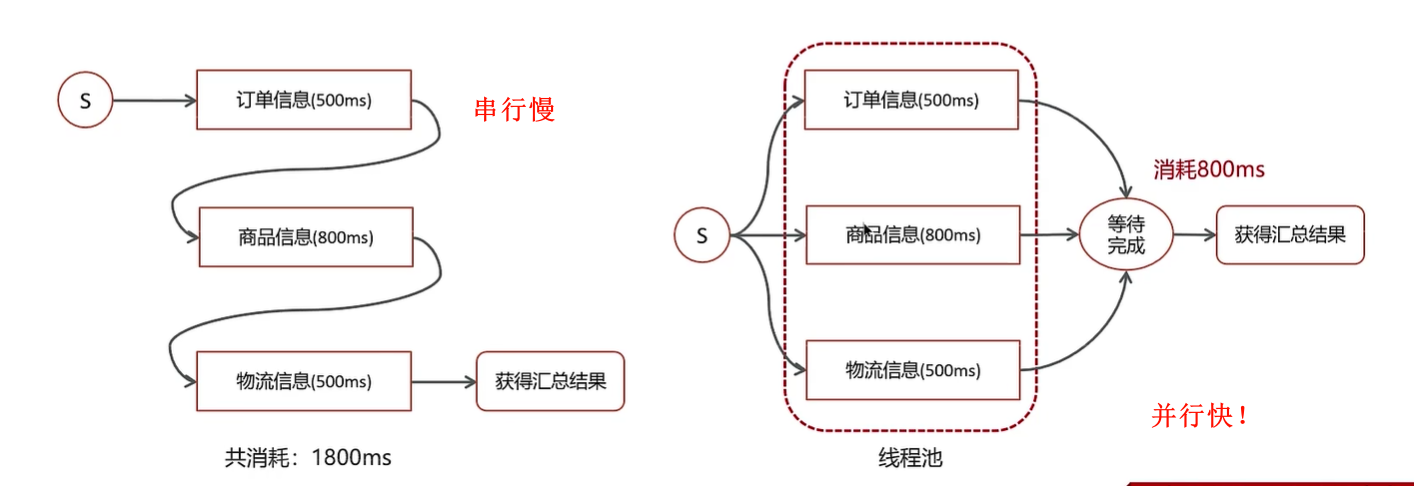 S
订单信息(500ms)
串行慢
商品信息(800ms)
物流信息(500ms)
获得汇总结果
共消耗：1800ms
S
订单信息(500ms)
商品信息(800ms)
物流信息(500ms)
消耗800ms
等待
完成
获得汇总结果
并行快！
线程池